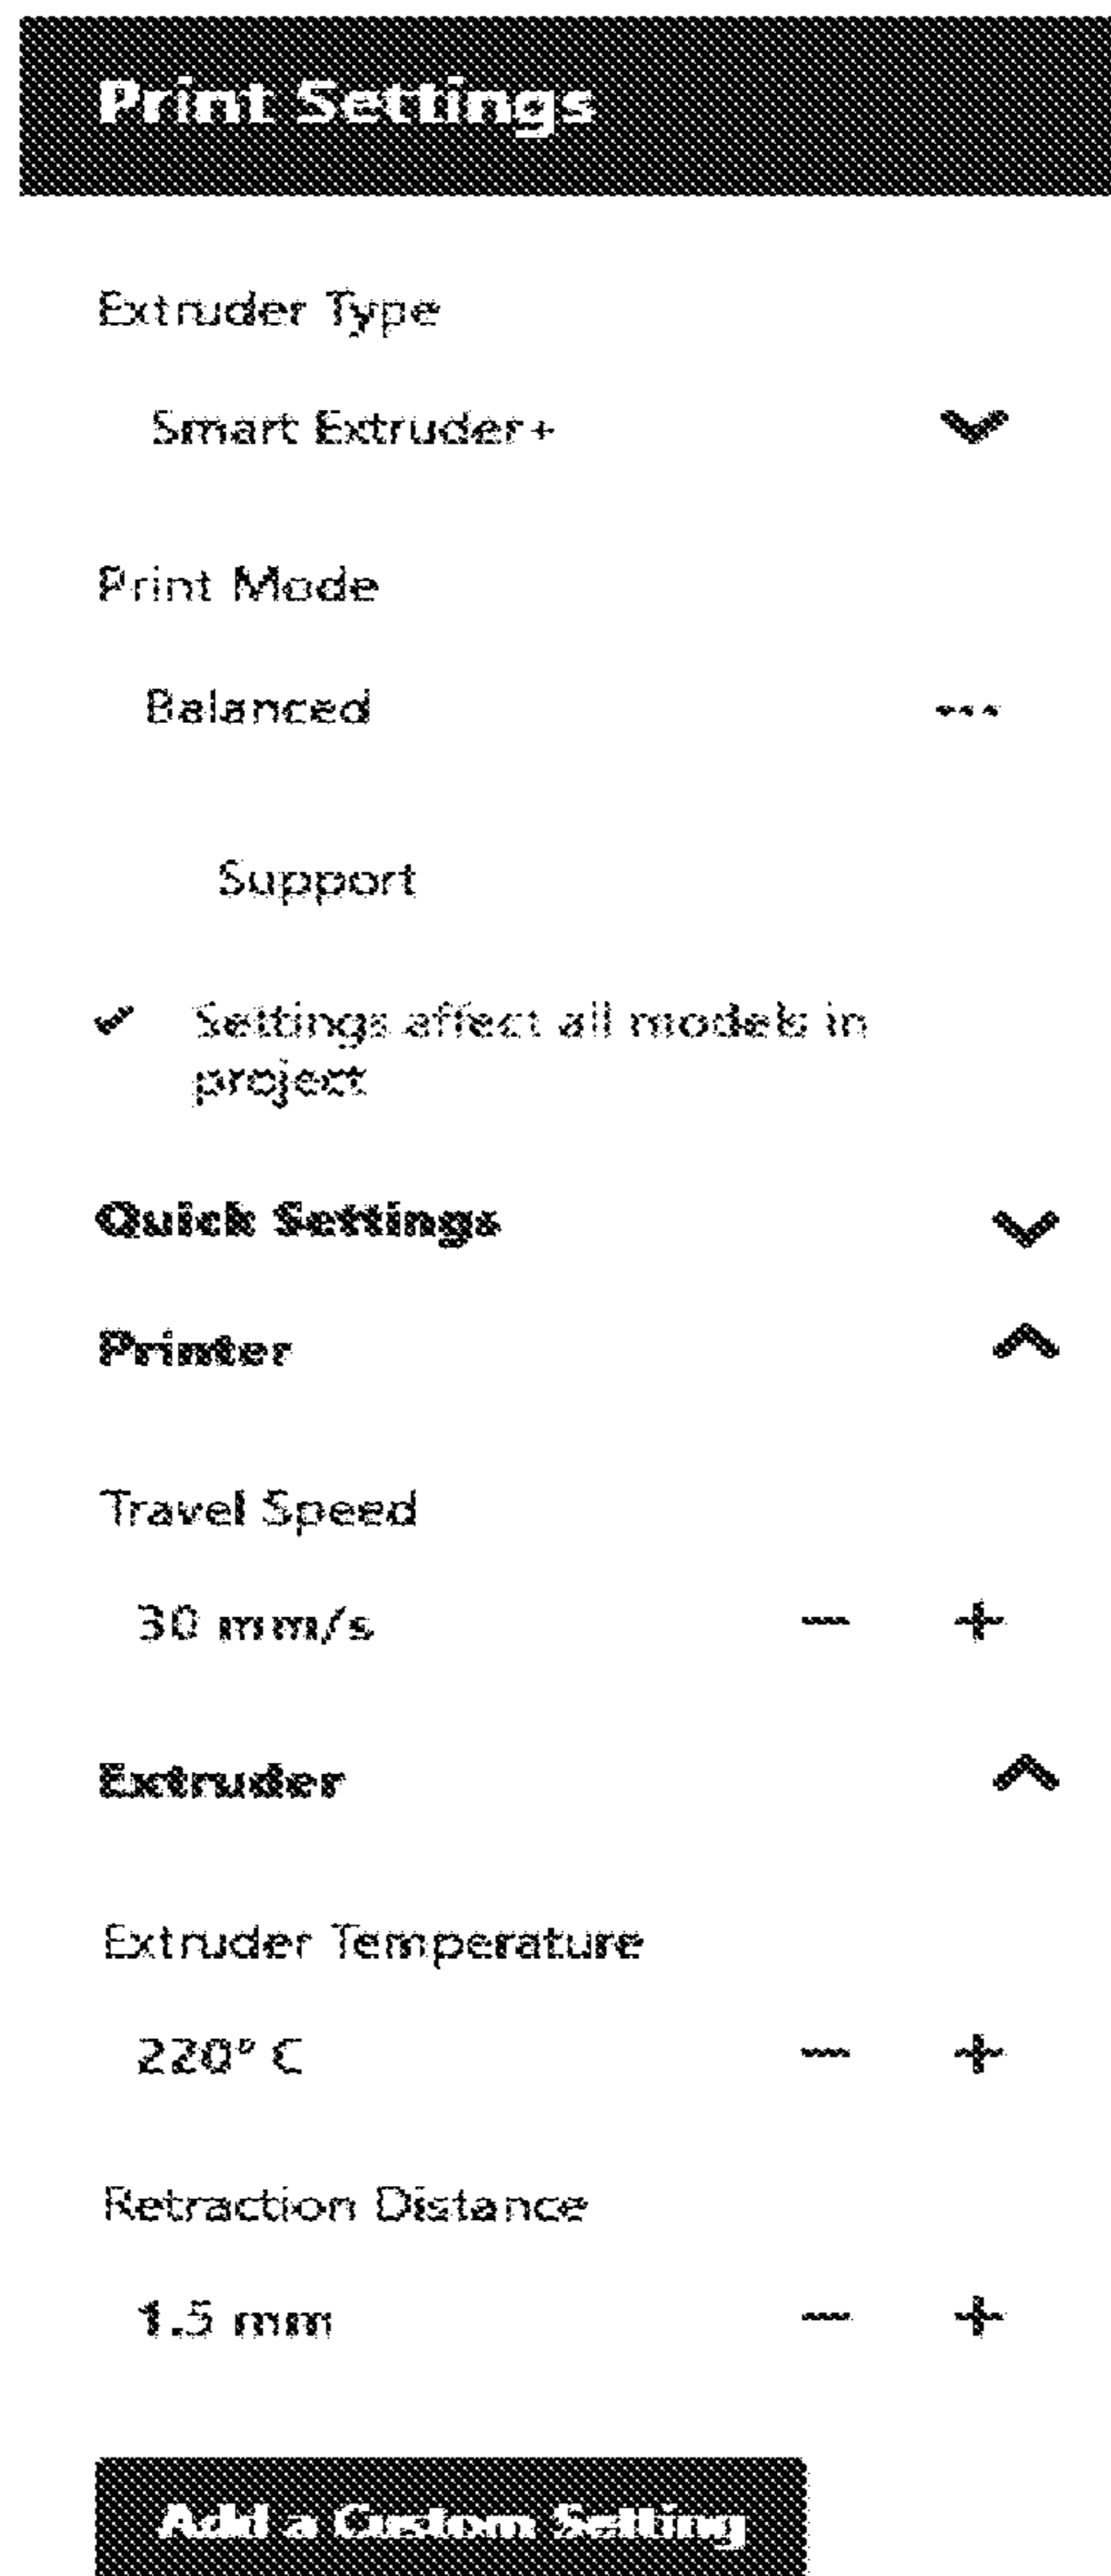 Print Settings
Extruder Type
Smart Extruder+
Print Mode
Balanced
Support
Settings affect all models in
project
Quick Settings
Printer
Travel Speed
30 mm/s
Extruder
Extruder Temperature
220° C
Retraction Distance
1.5 mm
Add a Custom Setting